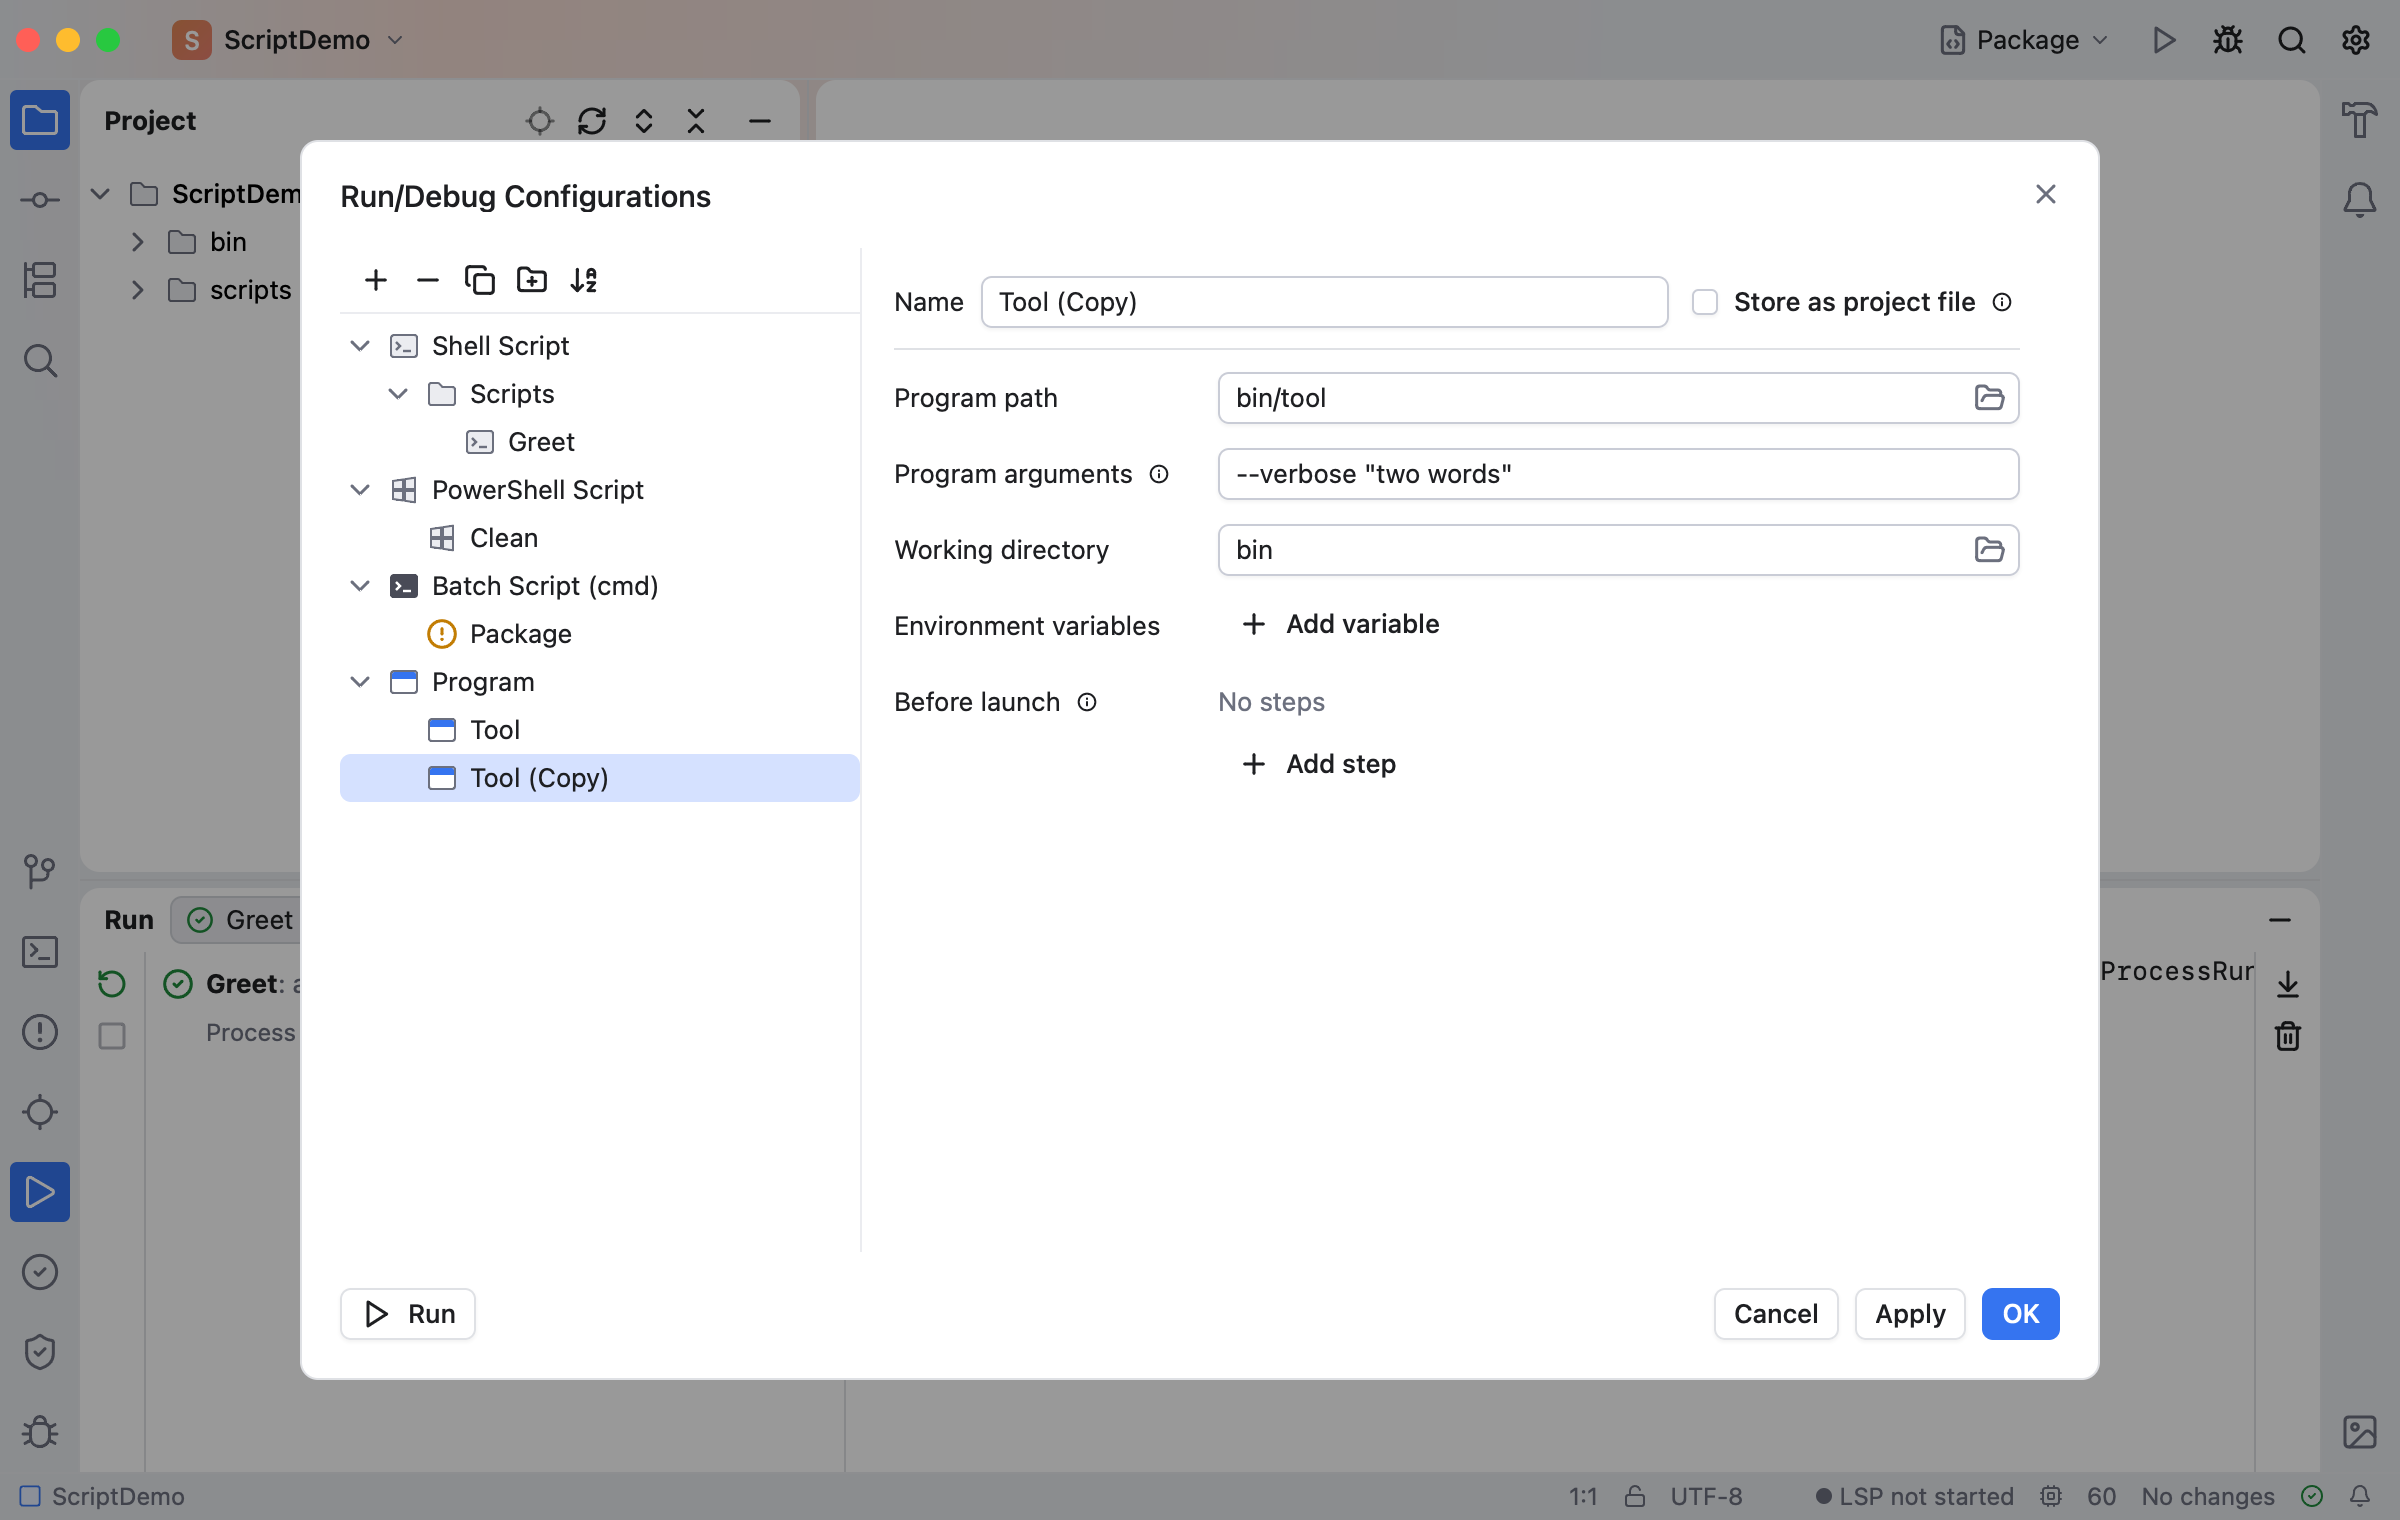 S ScriptDemo
Package
Project
ScriptDem
bin
scripts
Run/Debug Configurations
Shell Script
Scripts
Greet
PowerShell Script
Clean
Batch Script (cmd)
Package
Program
Tool
Tool (Copy)
Name Tool (Copy) Store as project file
Program path bin/tool
Program arguments --verbose "two words"
Working directory bin
Environment variables Add variable
Before launch No steps
Add step
Run Cancel Apply OK
Run Greet
Greet: a
Process
ProcessRur
ScriptDemo 1:1 UTF-8 LSP not started 60 No changes